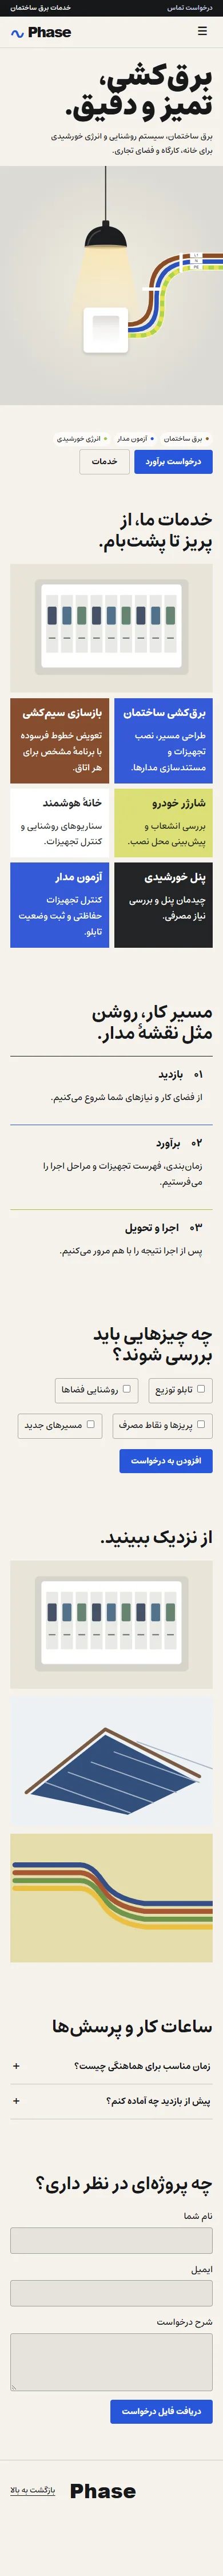 درخواست تماس
خدمات برق ساختمان
Phase
برق‌کشی،
تمیز و دقیق.
برق ساختمان، سیستم روشنایی و انرژی خورشیدی
برای خانه، کارگاه و فضای تجاری.
برق ساختمان
آزمون مدار
انرژی خورشیدی
درخواست برآورد
خدمات
خدمات ما، از
پریز تا پشت‌بام.
برق‌کشی ساختمان
طراحی مسیر، نصب
تجهیزات و
مستندسازی مدارها.
بازسازی سیم‌کشی
تعویض خطوط فرسوده
با برنامهٔ مشخص برای
هر اتاق.
شارژر خودرو
بررسی انشعاب و
پیش‌بینی محل نصب.
خانهٔ هوشمند
سناریوهای روشنایی و
کنترل تجهیزات.
پنل خورشیدی
چیدمان پنل و بررسی
نیاز مصرفی.
آزمون مدار
کنترل تجهیزات
حفاظتی و ثبت وضعیت
تابلو.
مسیر کار، روشن
مثل نقشهٔ مدار.
۰۱ بازدید
از فضای کار و نیازهای شما شروع می‌کنیم.
۰۲ برآورد
زمان‌بندی، فهرست تجهیزات و مراحل اجرا را
می‌فرستیم.
۰۳ اجرا و تحویل
پس از اجرا نتیجه را با هم مرور می‌کنیم.
چه چیزهایی باید
بررسی شوند؟
تابلو توزیع
روشنایی فضاها
پریزها و نقاط مصرف
مسیرهای جدید
افزودن به درخواست
از نزدیک ببینید.
ساعات کار و پرسش‌ها
زمان مناسب برای هماهنگی چیست؟
پیش از بازدید چه آماده کنم؟
چه پروژه‌ای در نظر داری؟
نام شما
ایمیل
شرح درخواست
دریافت فایل درخواست
Phase
بازگشت به بالا